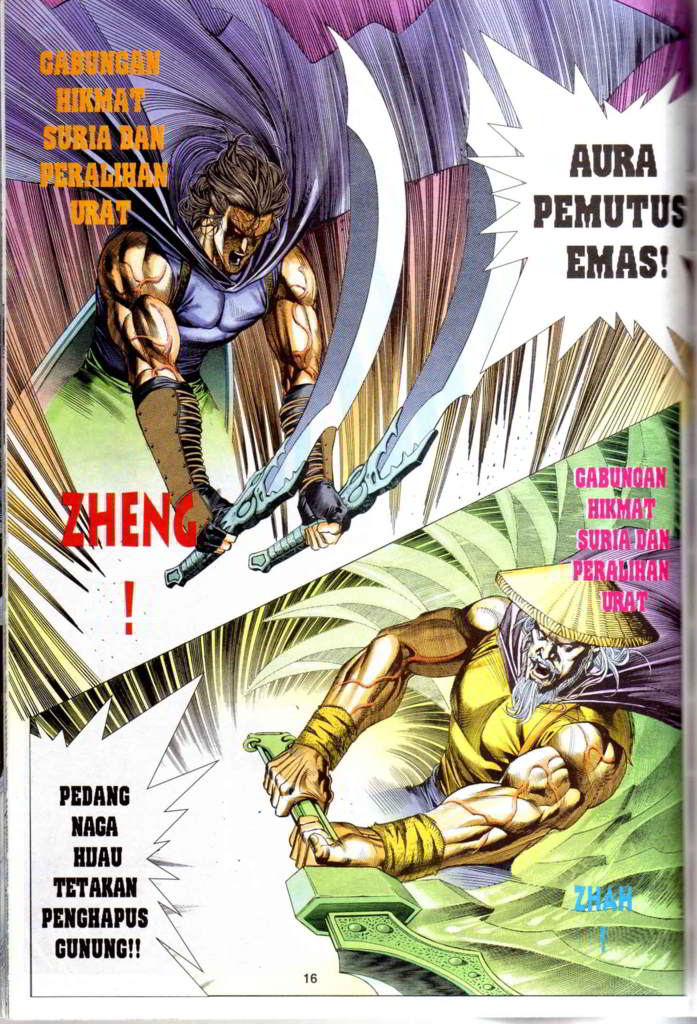 GABUNGAN
HIKMAT
SURIA DAN
PERALIHAN
URAT
AURA
PEMUTUS
EMAS!
ZHENG
!
GABUNGAN
HIKMAT
SURIA DAN
PERALIHAN
URAT
PEDANG
NAGA
HIJAU
TETAKAN
PENGHAPUS
GUNUNG!!
ZHAH
!
16